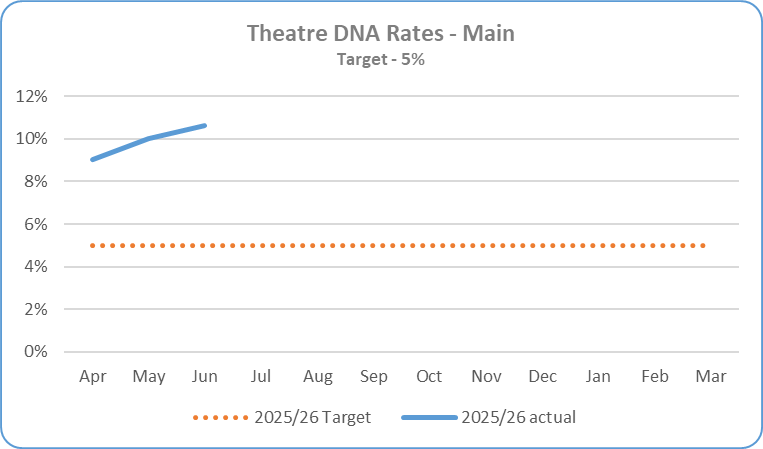 Theatre DNA Rates - Main
Target - 5%
12%
10%
8%
6%
4%
2%
0%
Apr May Jun Jul Aug Sep Oct Nov Dec Jan Feb Mar
2025/26 Target 2025/26 actual